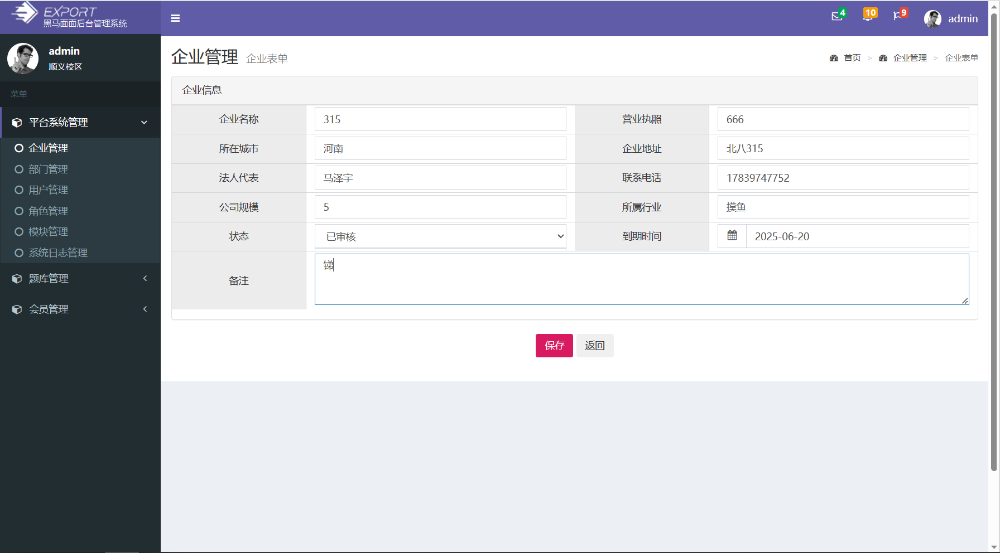 EXPORT
黑马面面后台管理系统
4
10
9
admin
admin
顺义校区
菜单
平台系统管理
企业管理
部门管理
用户管理
角色管理
模块管理
系统日志管理
题库管理
会员管理
企业管理 企业表单
首页 > 企业管理 > 企业表单
企业信息
企业名称 315 营业执照 666
所在城市 河南 企业地址 北八315
法人代表 马泽宇 联系电话 17839747752
公司规模 5 所属行业 摸鱼
状态 已审核 到期时间 2025-06-20
备注 锑
保存 返回